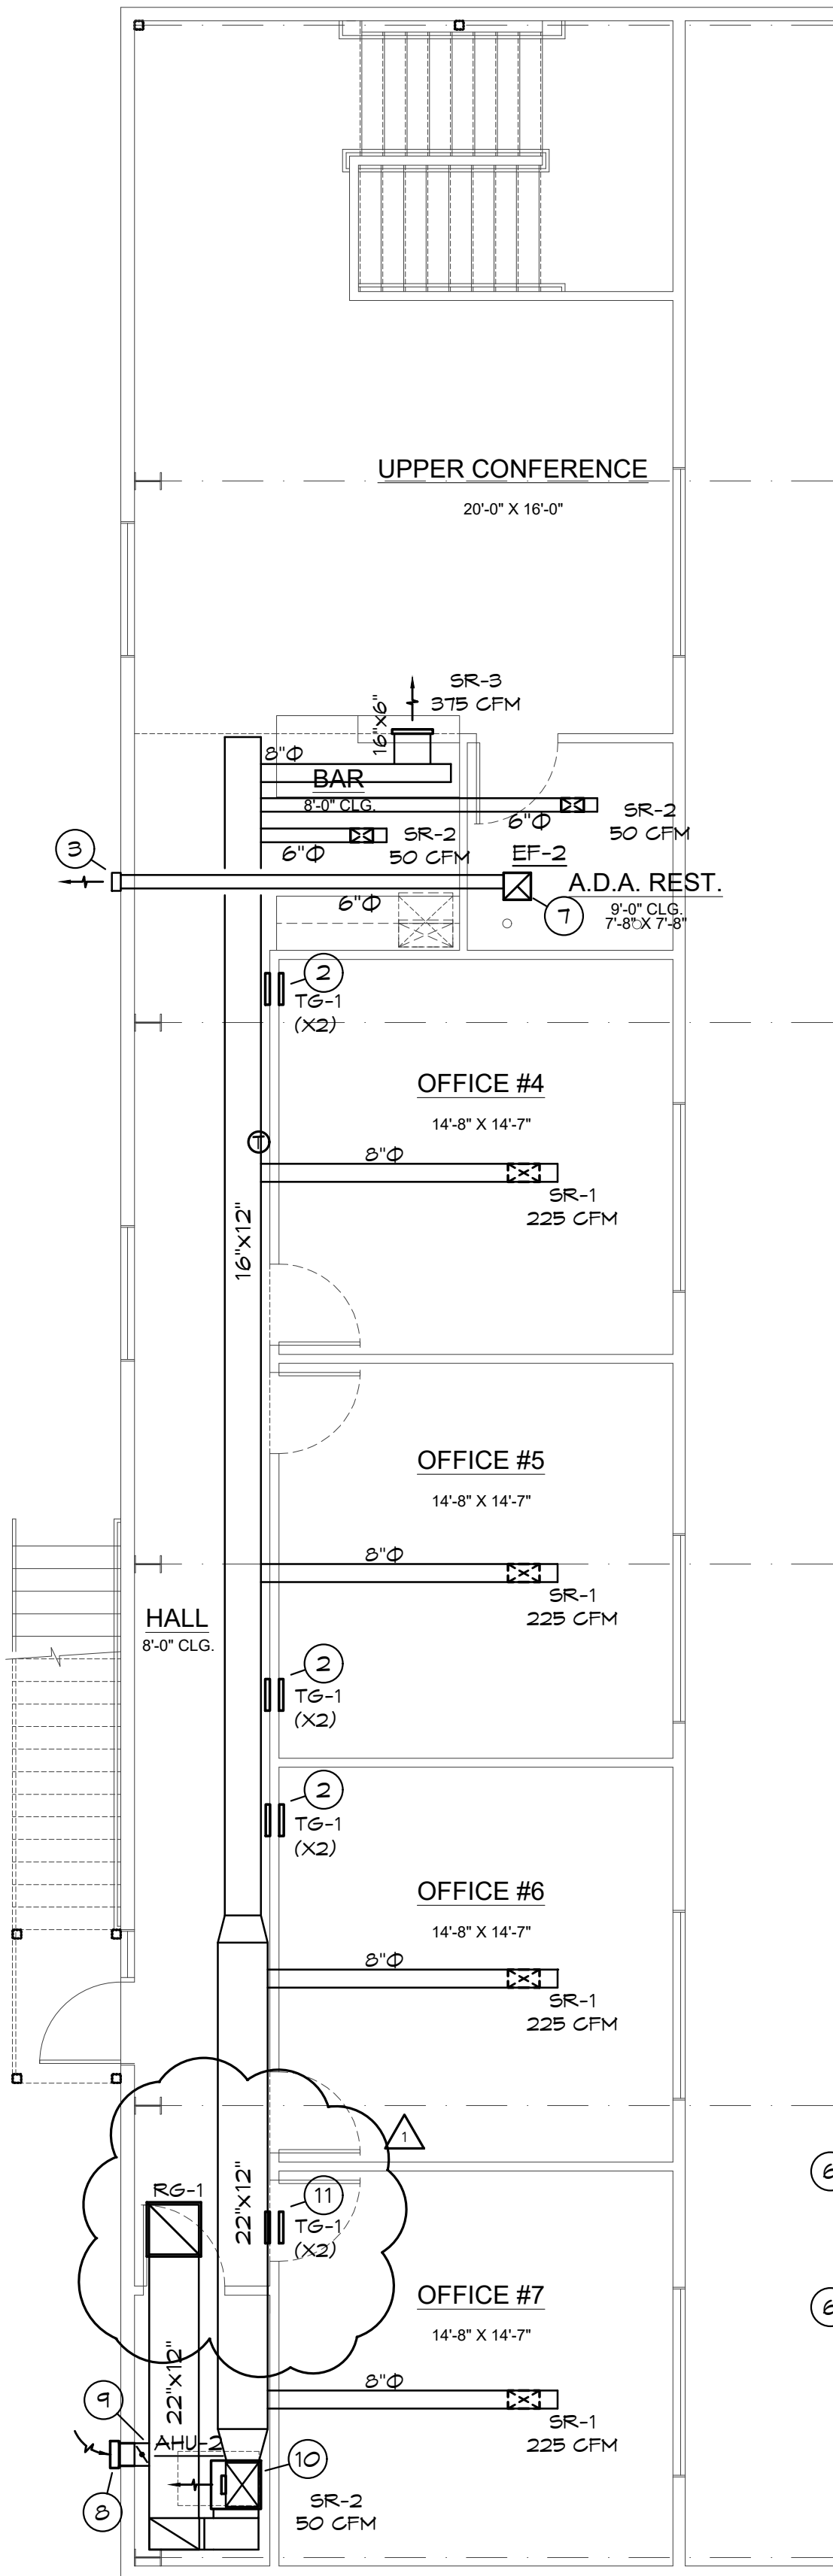 UPPER CONFERENCE
20'-0" X 16'-0"
SR-3
375 CFM
16"x6"
8"Φ
BAR
8'-0" CLG.
SR-2
50 CFM
6"Φ
SR-2
50 CFM
6"Φ
3
EF-2
A.D.A. REST.
9'-0" CLG.
7'-8" X 7'-8"
6"Φ
7
2
TG-1
(X2)
OFFICE #4
14'-8" X 14'-7"
T
8"Φ
SR-1
225 CFM
16"x12"
OFFICE #5
14'-8" X 14'-7"
8"Φ
SR-1
225 CFM
HALL
8'-0" CLG.
2
TG-1
(X2)
2
TG-1
(X2)
OFFICE #6
14'-8" X 14'-7"
8"Φ
SR-1
225 CFM
1
6
RG-1
22"x12"
11
TG-1
(X2)
OFFICE #7
14'-8" X 14'-7"
6
22"x12"
8"Φ
9
SR-1
225 CFM
AHU-2
10
8
SR-2
50 CFM